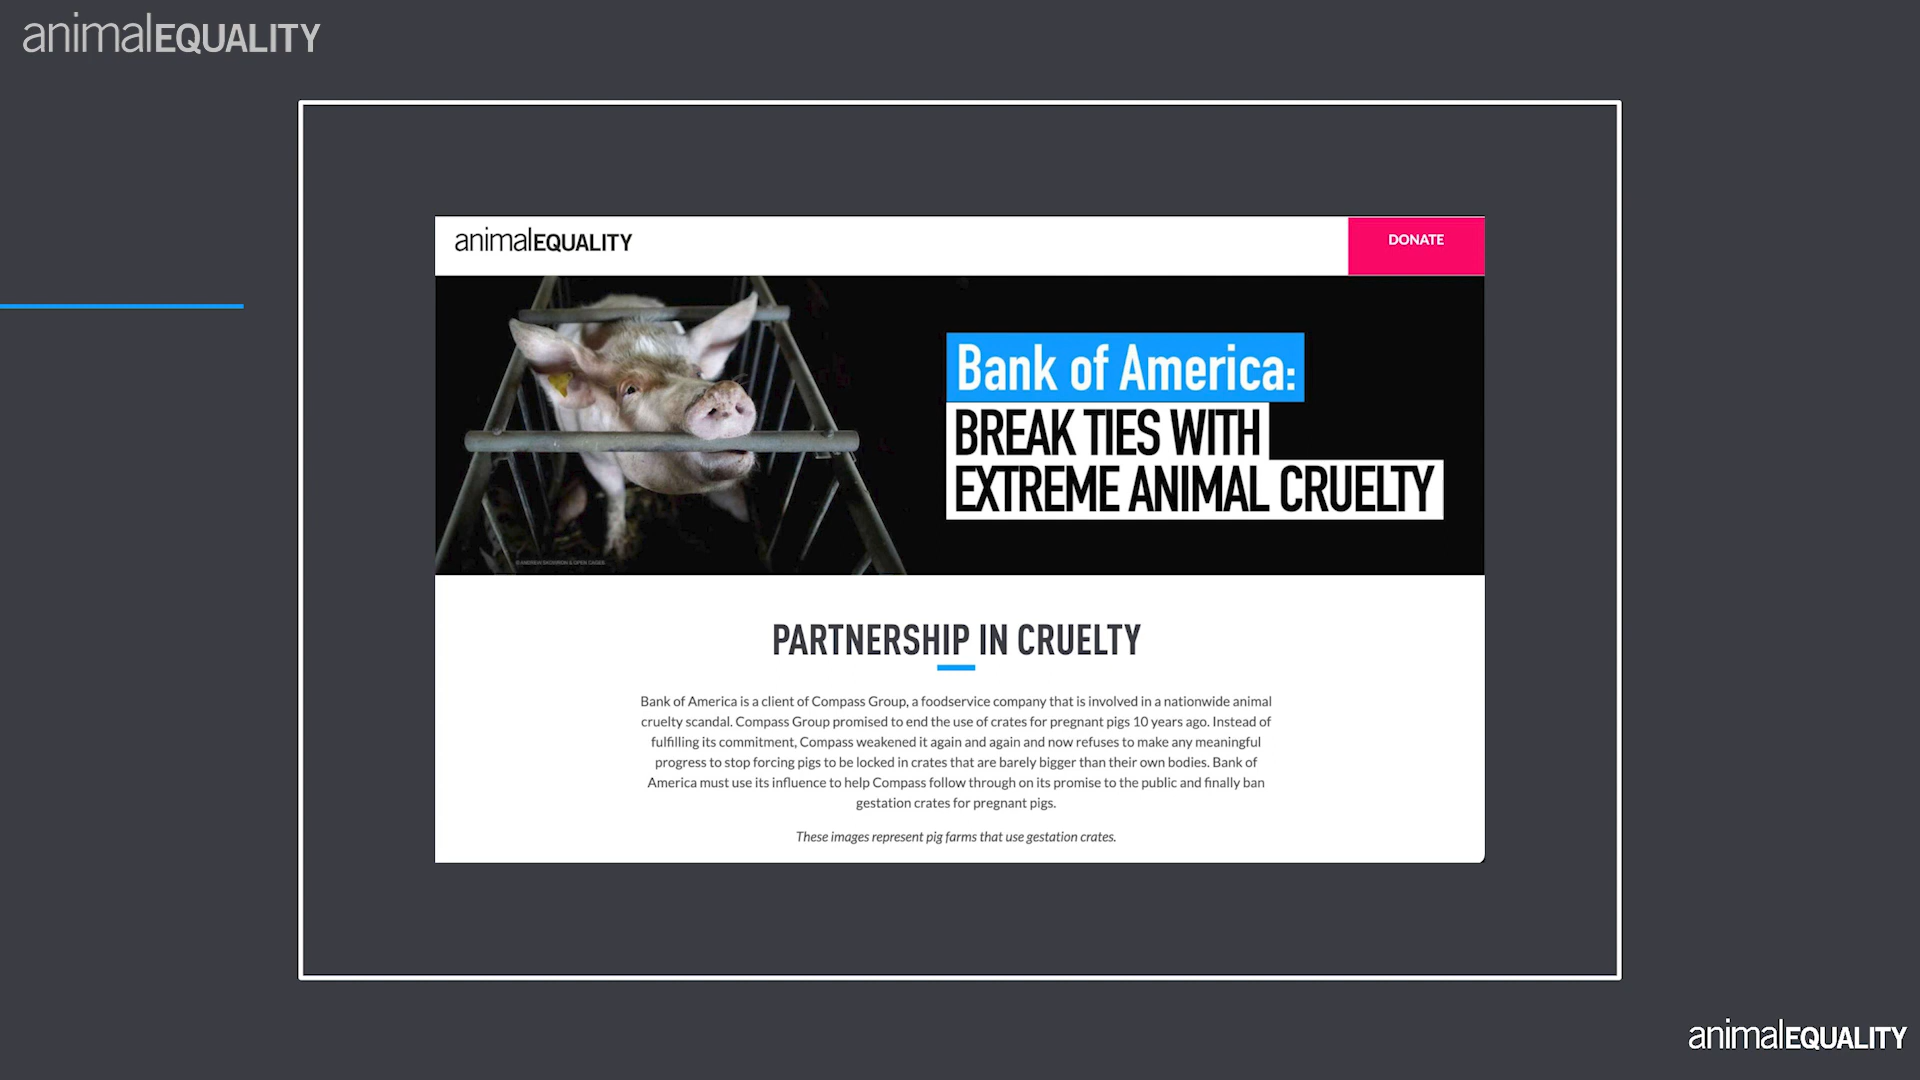 animalEQUALITY
animalEQUALITY
DONATE
Bank of America:
BREAK TIES WITH
EXTREME ANIMAL CRUELTY
PARTNERSHIP IN CRUELTY
Bank of America is a client of Compass Group, a foodservice company that is involved in a nationwide animal
cruelty scandal. Compass Group promised to end the use of crates for pregnant pigs 10 years ago. Instead of
fulfilling its commitment, Compass weakened it again and again and now refuses to make any meaningful
progress to stop forcing pigs to be locked in crates that are barely bigger than their own bodies. Bank of
America must use its influence to help Compass follow through on its promise to the public and finally ban
gestation crates for pregnant pigs.
These images represent pig farms that use gestation crates.
animalEQUALITY